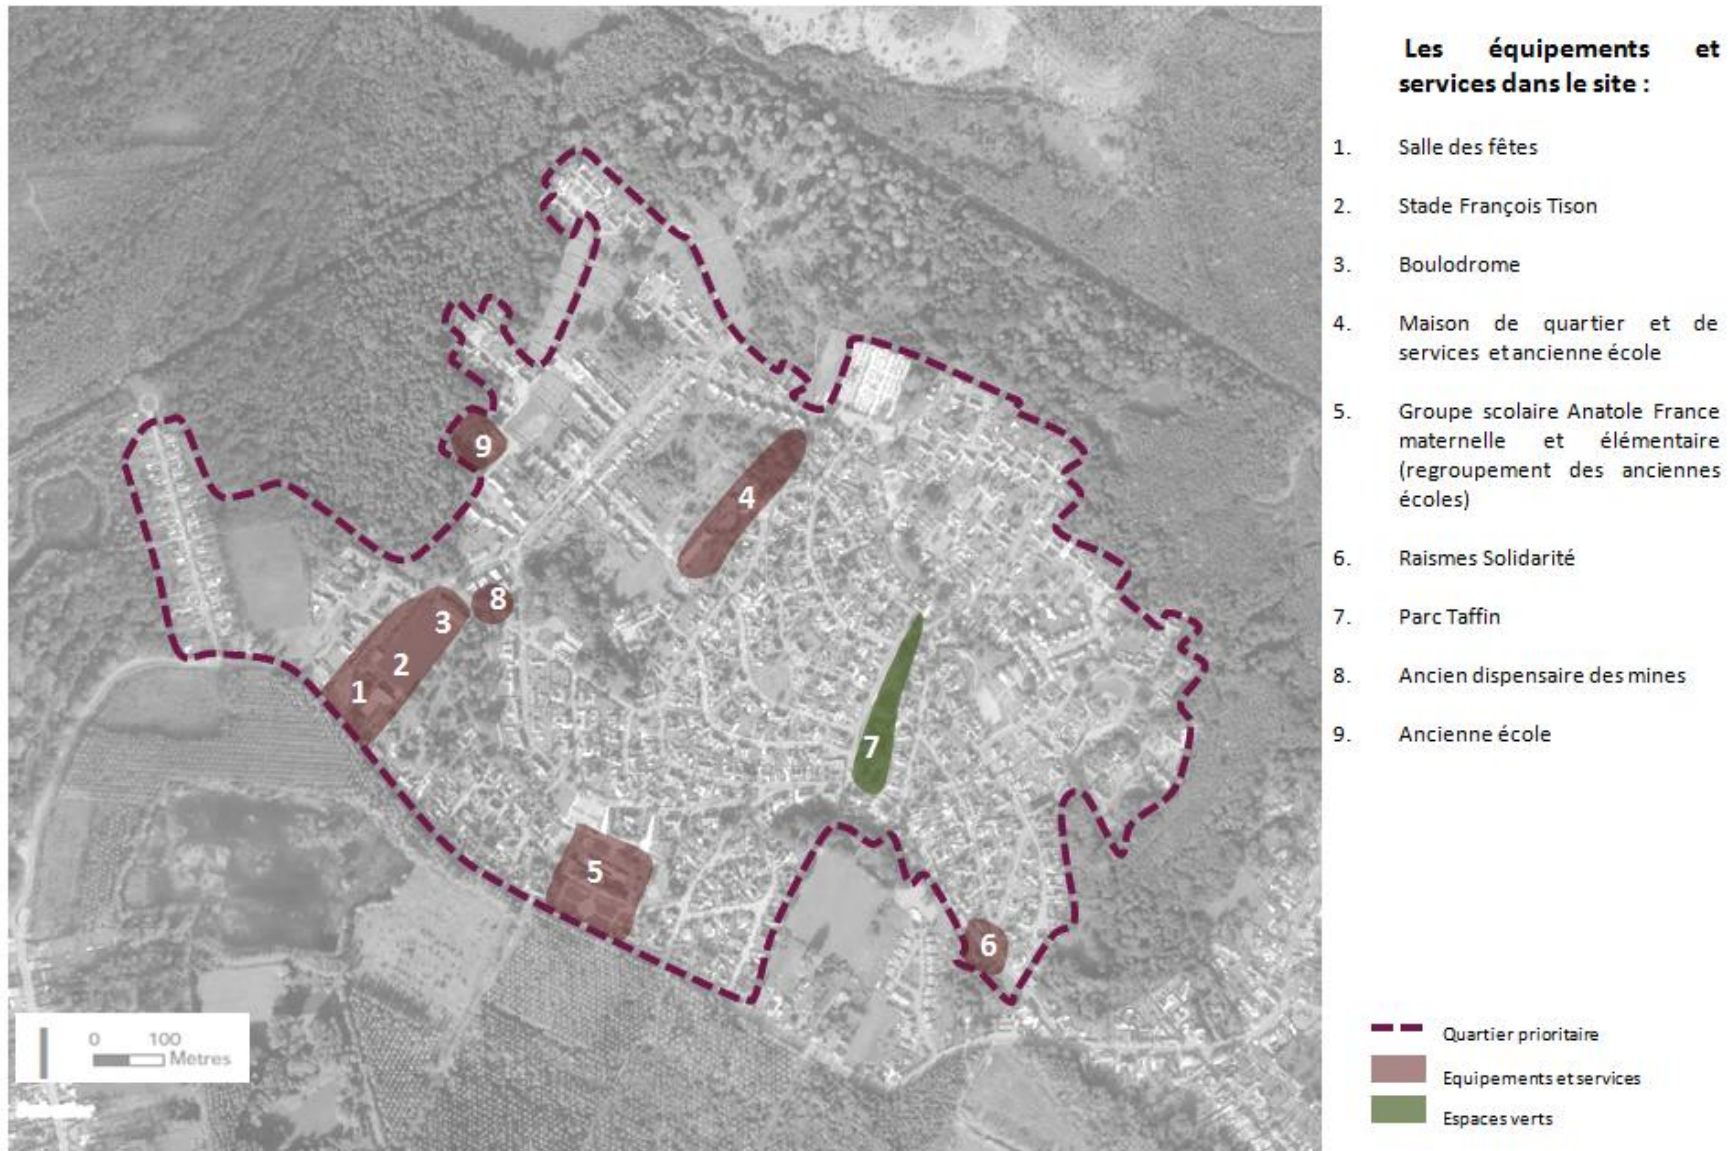 Les équipements et
services dans le site :
1. Salle des fêtes
2. Stade François Tison
3. Boulodrome
4. Maison de quartier et de
services et ancienne école
5. Groupe scolaire Anatole France
maternelle et élémentaire
(regroupement des anciennes
écoles)
6. Raismes Solidarité
7. Parc Taffin
8. Ancien dispensaire des mines
9. Ancienne école
9
4
8
3
2
1
7
5
6
0 100
Mètres
Quartier prioritaire
Equipements et services
Espaces verts